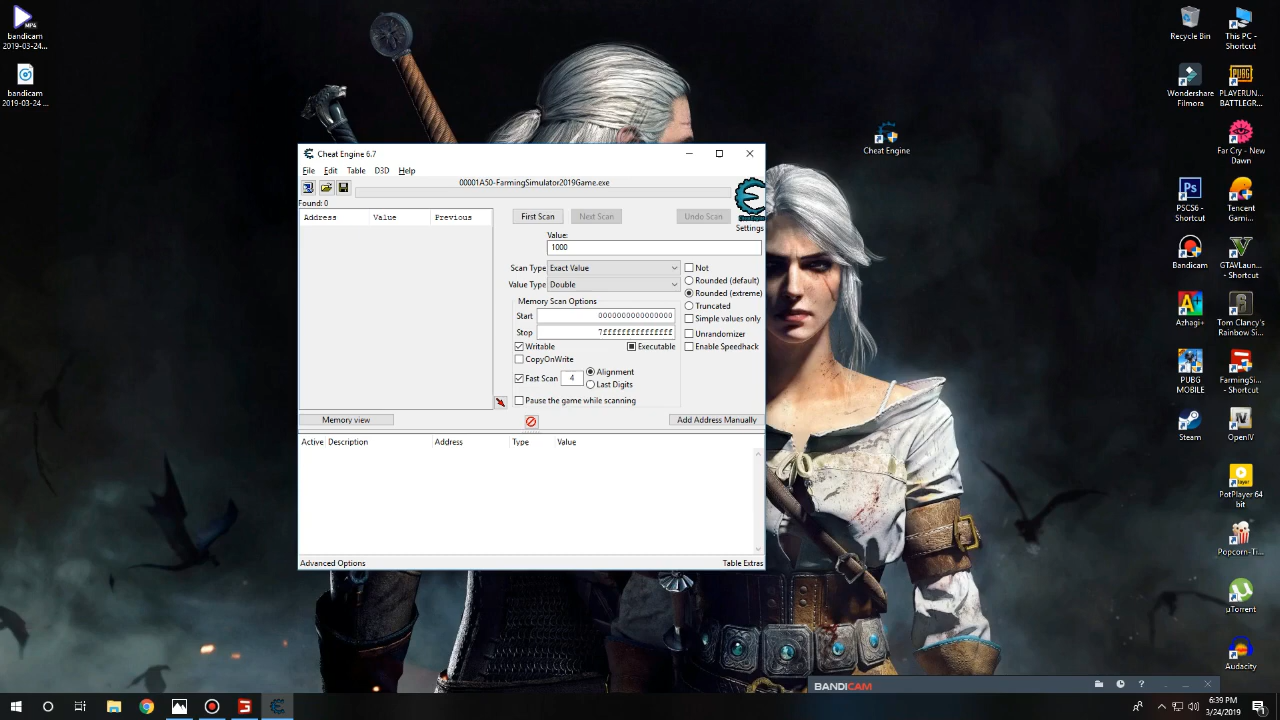 bandicam
2019-03-24...
bandicam
2019-03-24 ...
Recycle Bin
This PC -
Shortcut
Wondershare
Filmora
PLAYERUN...
BATTLEGR...
Cheat Engine
Far Cry - New
Dawn
PSCS6 -
Shortcut
Tencent
Gami...
Bandicam
GTAVLaun...
- Shortcut
Azhagi+
Tom Clancy's
Rainbow Si...
PUBG
MOBILE
FarmingSi...
- Shortcut
Steam
OpenIV
PotPlayer 64
bit
Popcorn-Ti...
µTorrent
Audacity
Cheat Engine 6.7
File Edit Table D3D Help
00001A50-FarmingSimulator2019Game.exe
Found: 0
Address Value Previous
First Scan Next Scan Undo Scan
Settings
Value:
1000
Scan Type Exact Value
Not
Value Type Double
Rounded (default)
Rounded (extreme)
Truncated
Simple values only
Unrandomizer
Enable Speedhack
Memory Scan Options
Start 0000000000000000
Stop 7fffffffffffffff
Writable Executable
CopyOnWrite
Fast Scan 4 Alignment
Last Digits
Pause the game while scanning
Memory view
Add Address Manually
Active Description Address Type Value
Advanced Options Table Extras
BANDICAM
6:39 PM
3/24/2019